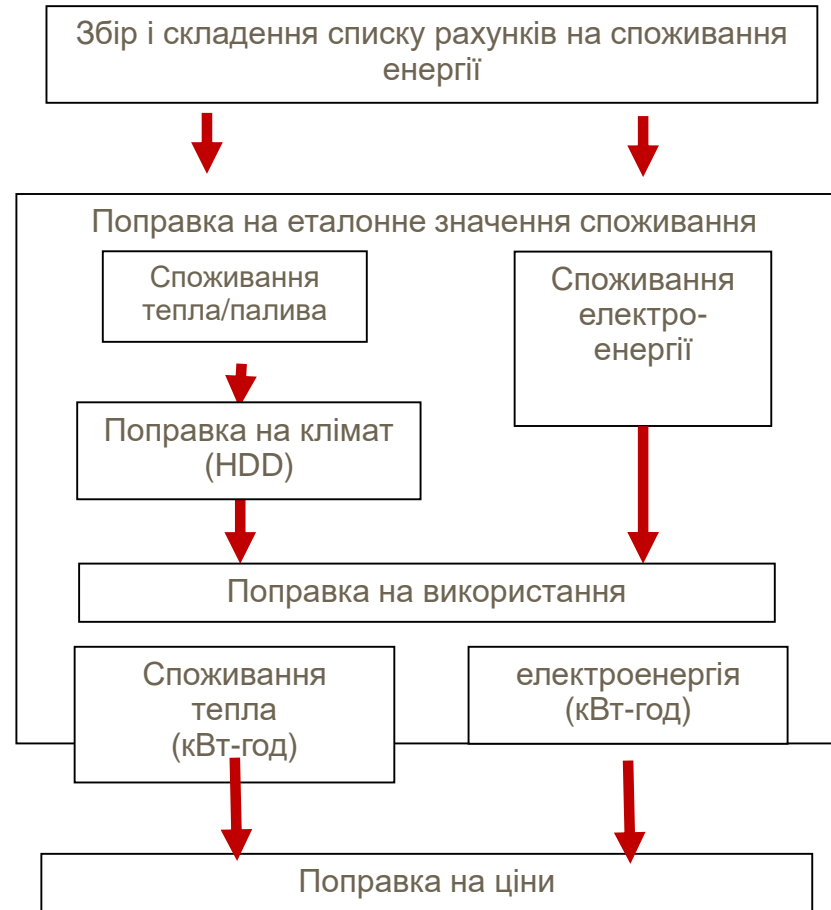 Збір і складення списку рахунків на споживання
енергії
Поправка на еталонне значення споживання
Споживання
тепла/палива
Споживання
електро-
енергії
Поправка на клімат
(HDD)
Поправка на використання
Споживання
тепла
(кВт-год)
електроенергія
(кВт-год)
Поправка на ціни